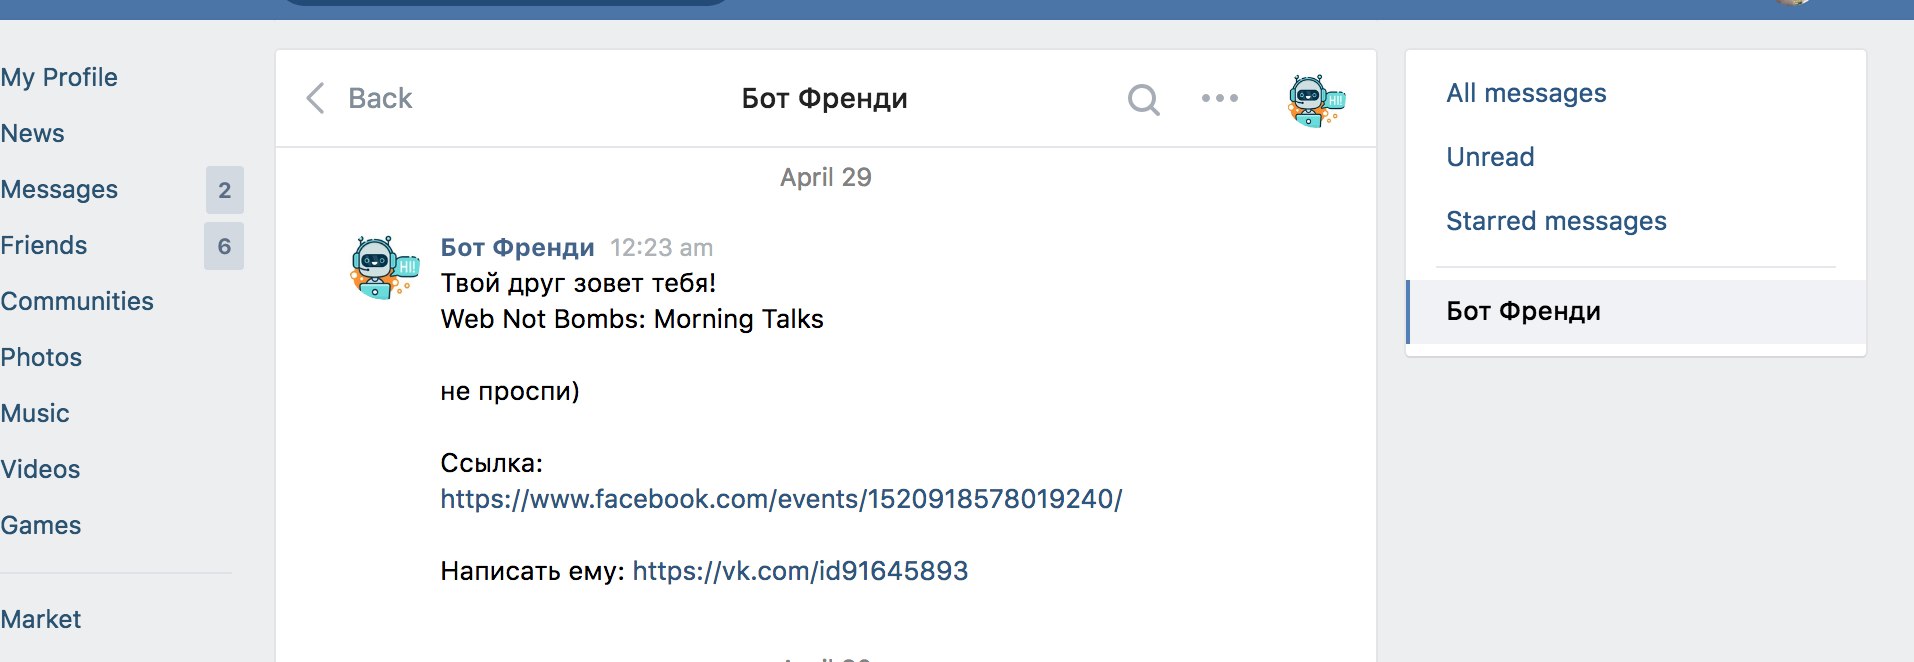 My Profile
News
Messages 2
Friends 6
Communities
Photos
Music
Videos
Games
Market
Back
Бот Френди
April 29
HI!
Бот Френди 12:23 am
Твой друг зовет тебя!
Web Not Bombs: Morning Talks
не проспи)
Ссылка:
https://www.facebook.com/events/1520918578019240/
Написать ему: https://vk.com/id91645893
HI!
All messages
Unread
Starred messages
Бот Френди